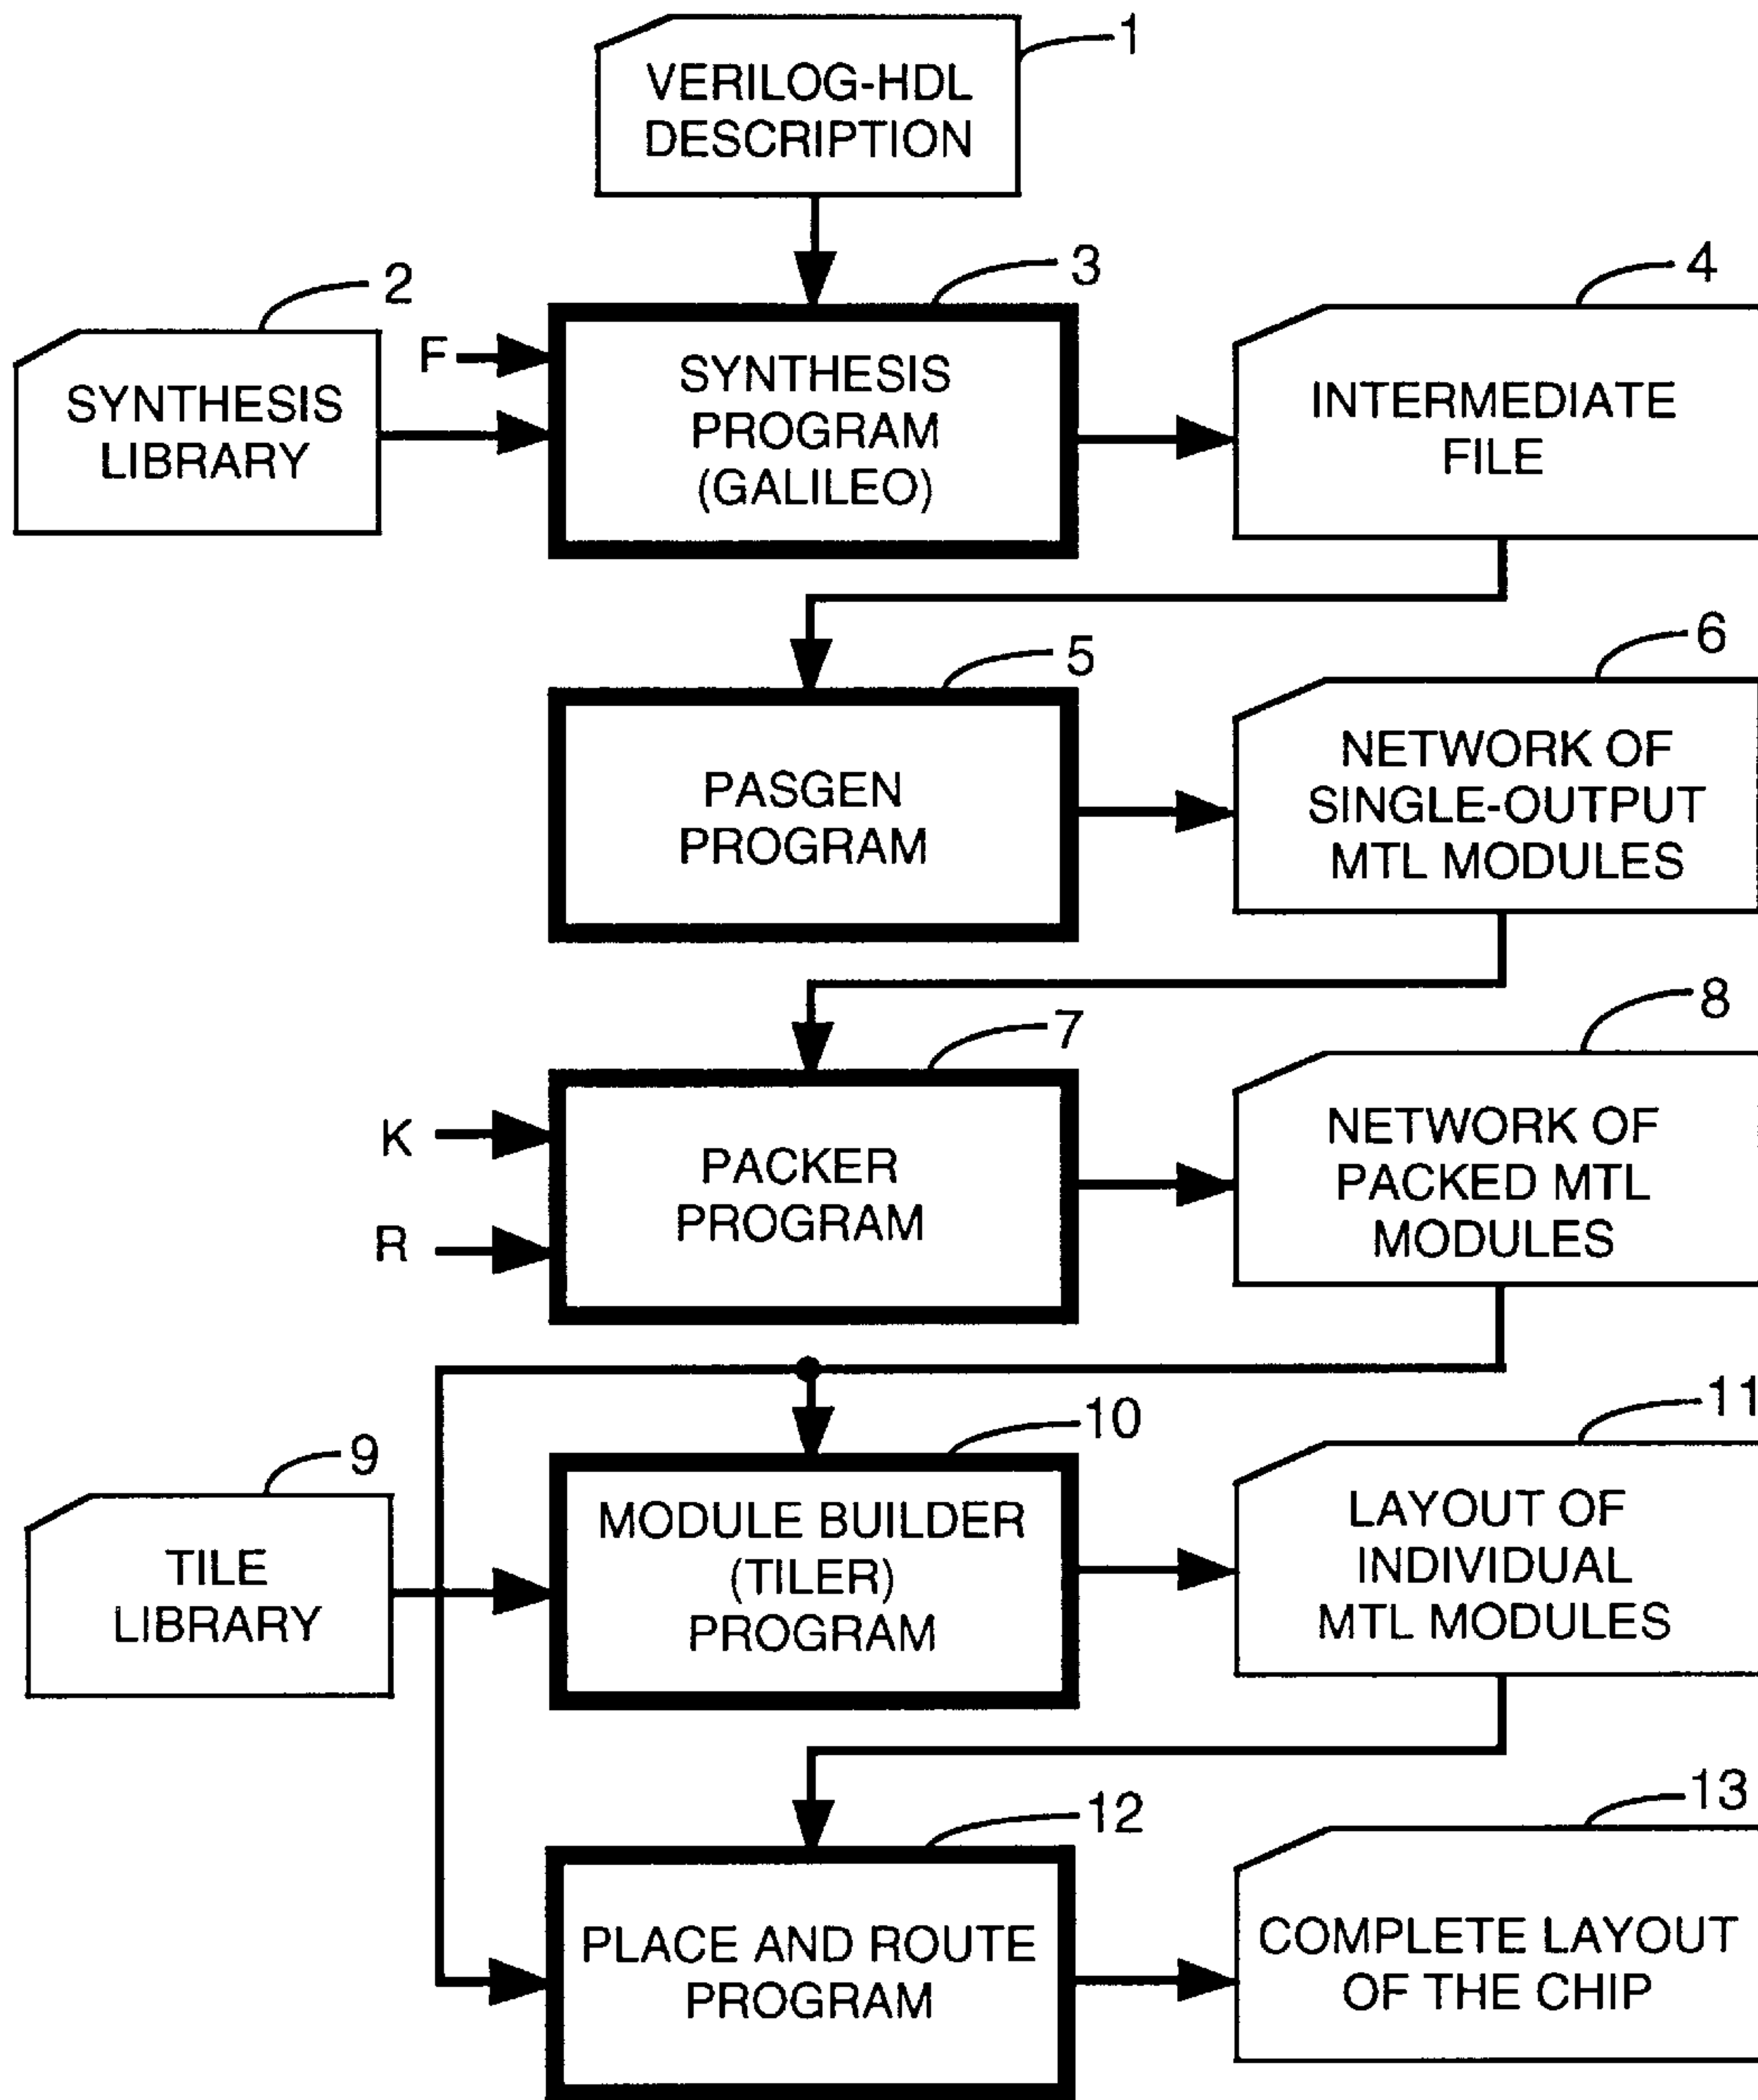 1
VERILOG-HDL
DESCRIPTION
2
SYNTHESIS
LIBRARY
F
3
SYNTHESIS
PROGRAM
(GALILEO)
4
INTERMEDIATE
FILE
5
PASGEN
PROGRAM
6
NETWORK OF
SINGLE-OUTPUT
MTL MODULES
7
K
R
PACKER
PROGRAM
8
NETWORK OF
PACKED MTL
MODULES
9
TILE
LIBRARY
10
MODULE BUILDER
(TILER)
PROGRAM
11
LAYOUT OF
INDIVIDUAL
MTL MODULES
12
PLACE AND ROUTE
PROGRAM
13
COMPLETE LAYOUT
OF THE CHIP